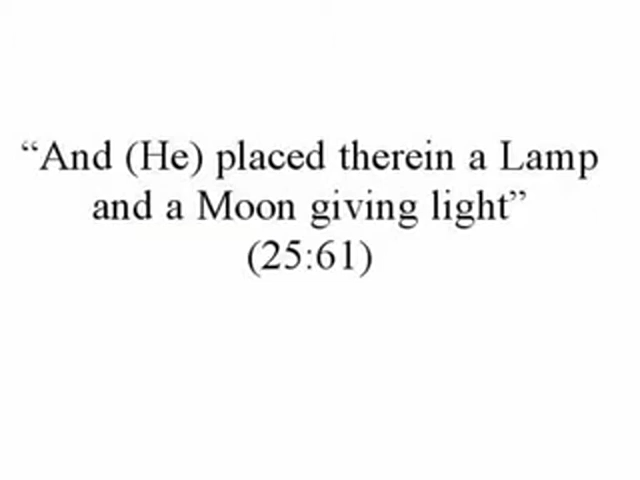 “And (He) placed therein a Lamp
and a Moon giving light”
(25:61)